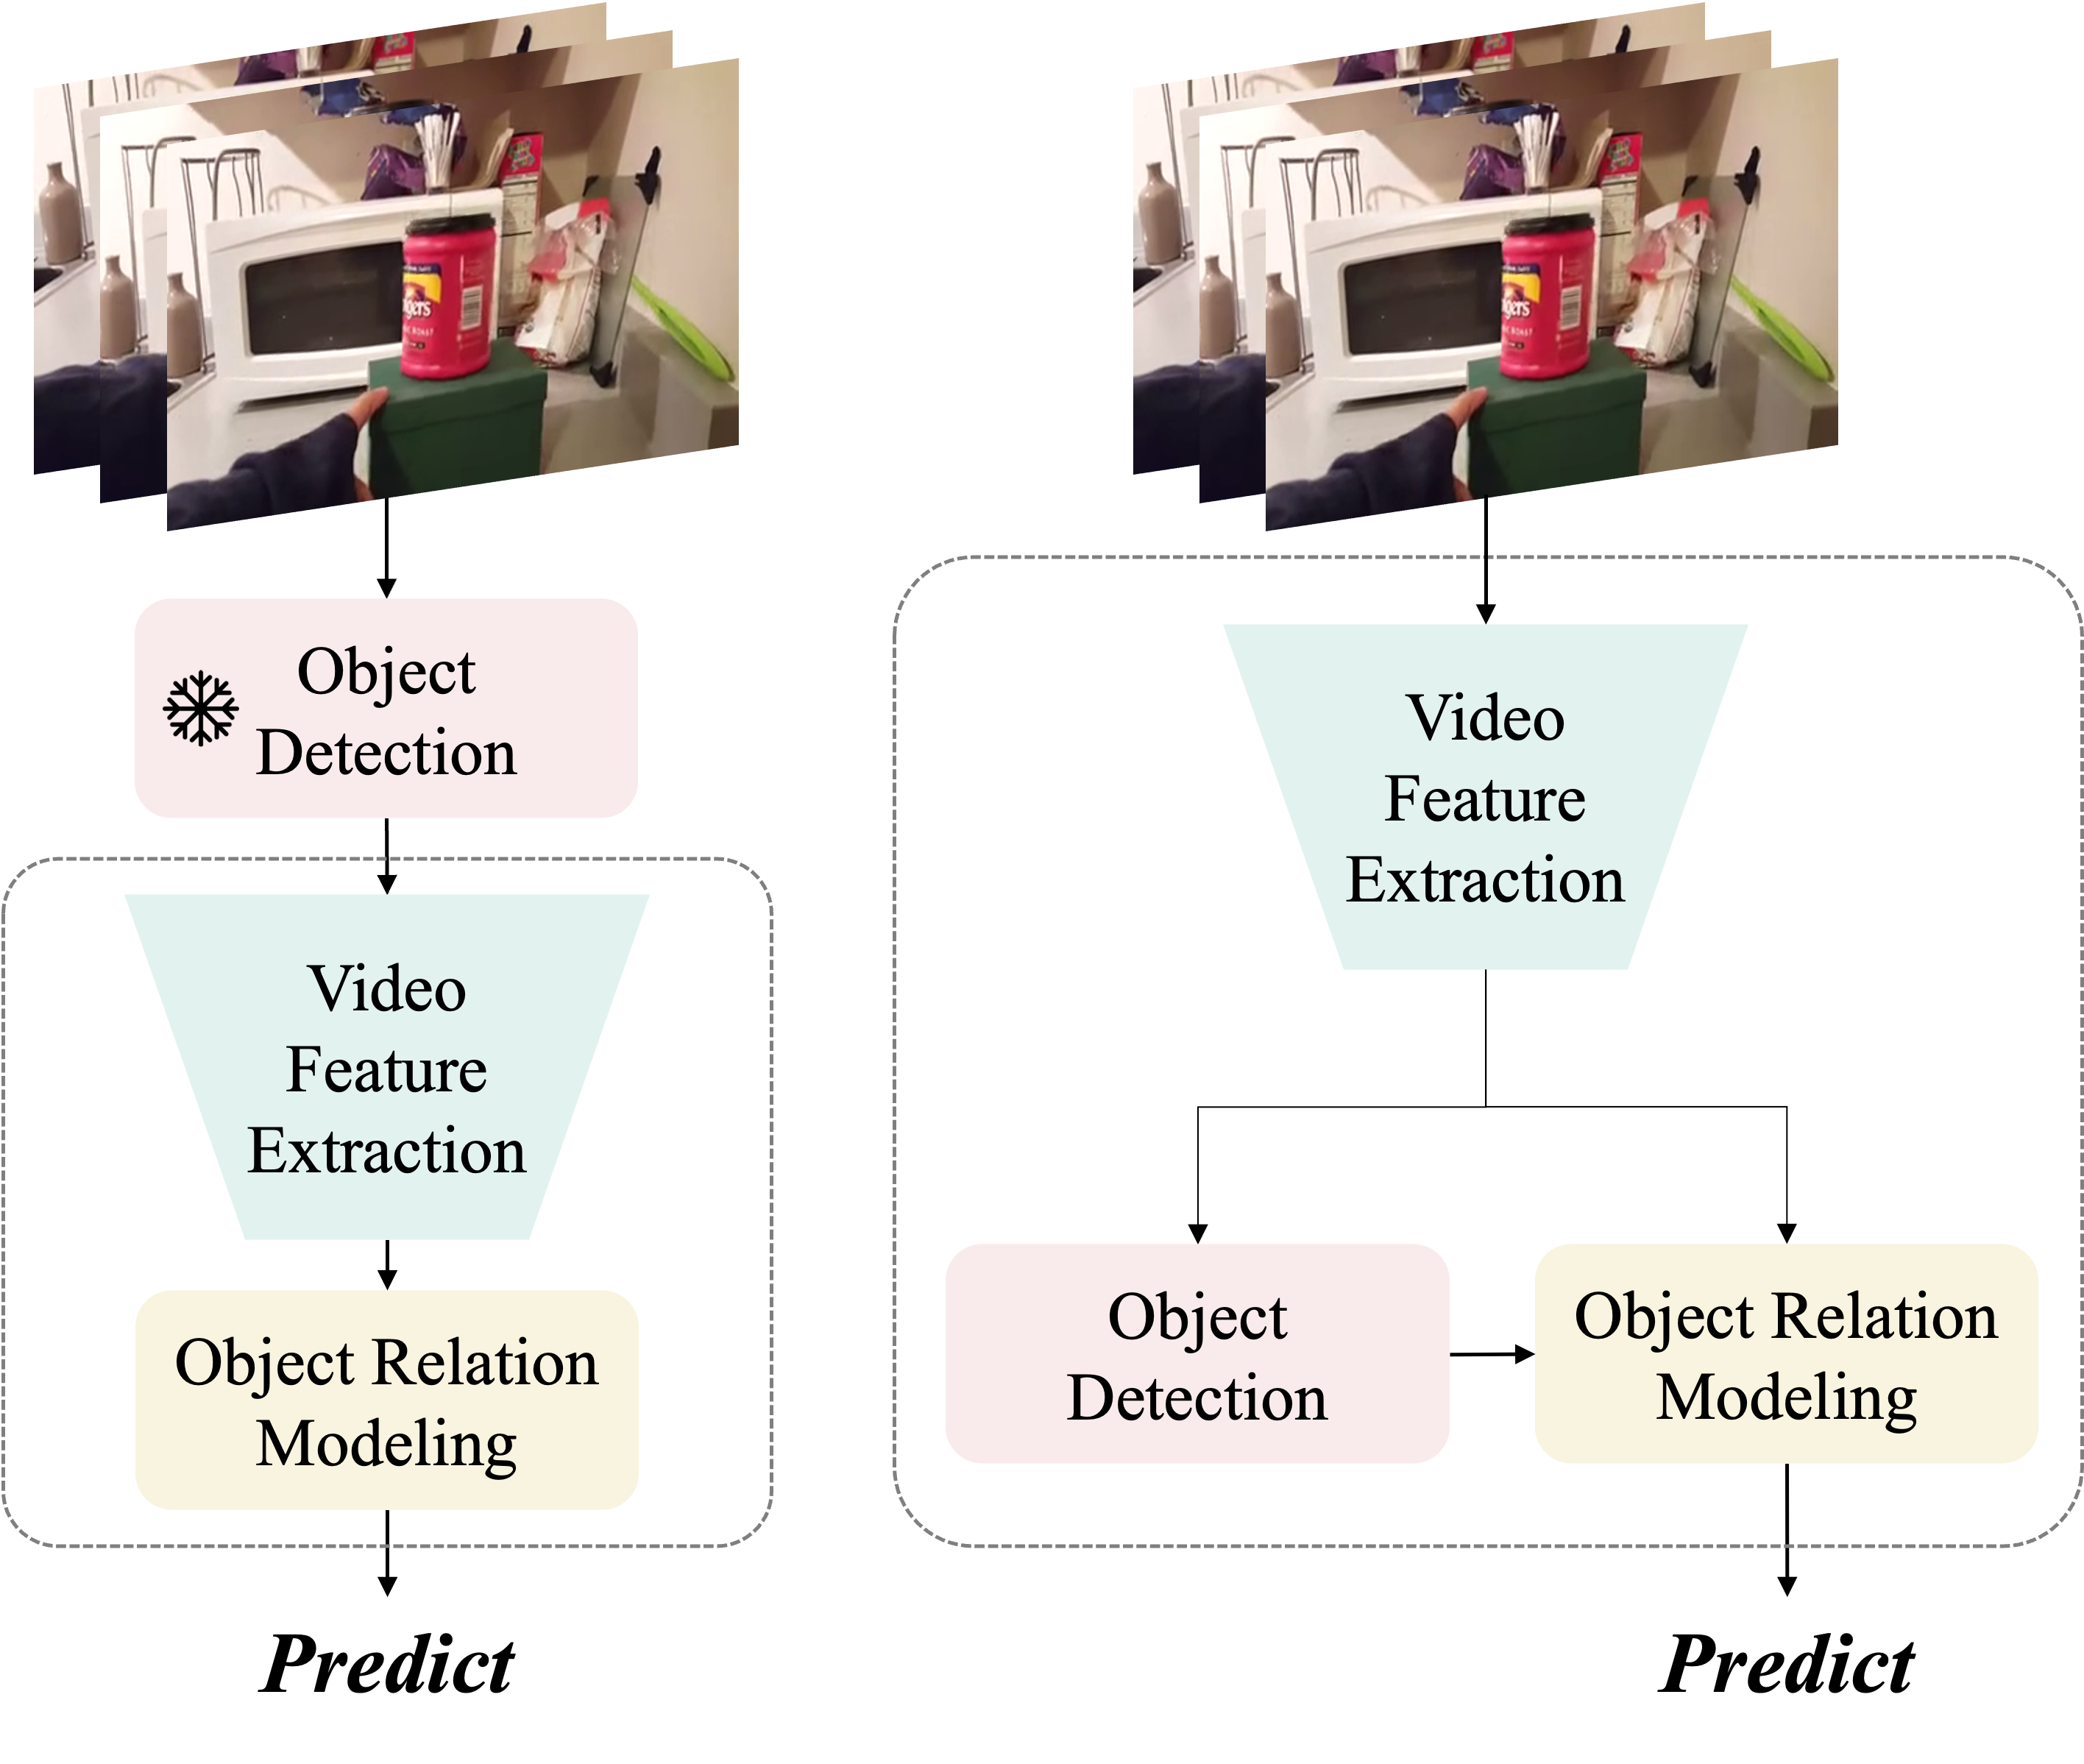 Object
Detection
Video
Feature
Extraction
Object Relation
Modeling
Predict
Video
Feature
Extraction
Object
Detection
Object Relation
Modeling
Predict